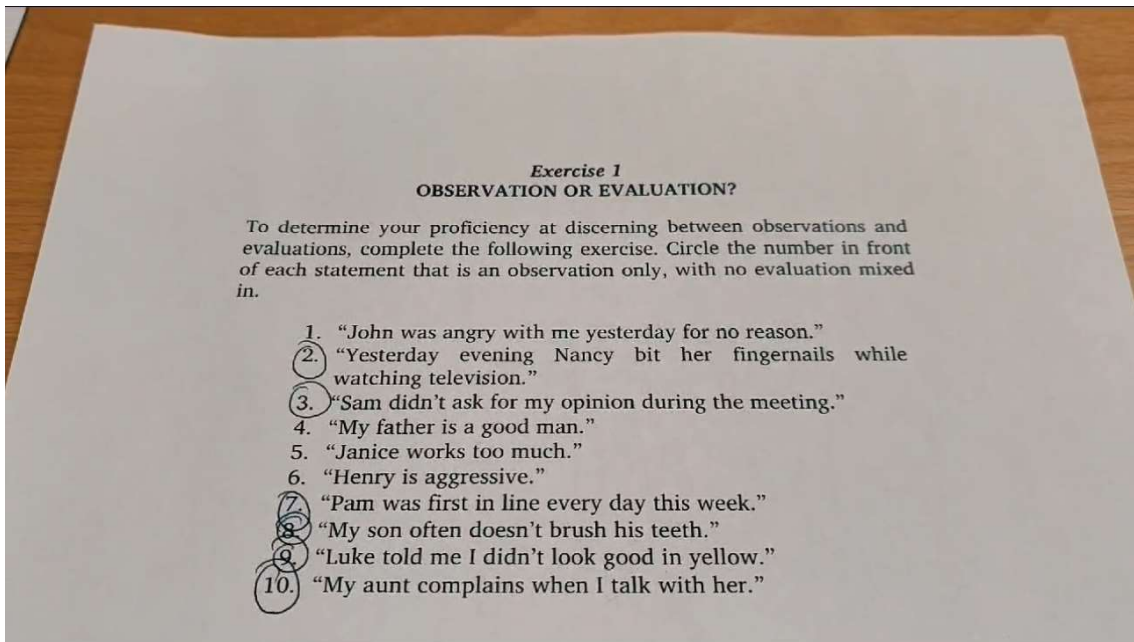 Exercise 1
OBSERVATION OR EVALUATION?
To determine your proficiency at discerning between observations and
evaluations, complete the following exercise. Circle the number in front
of each statement that is an observation only, with no evaluation mixed
in.
1. “John was angry with me yesterday for no reason.”
2. “Yesterday evening Nancy bit her fingernails while
watching television.”
3. “Sam didn’t ask for my opinion during the meeting.”
4. “My father is a good man.”
5. “Janice works too much.”
6. “Henry is aggressive.”
7. “Pam was first in line every day this week.”
8. “My son often doesn’t brush his teeth.”
9. “Luke told me I didn’t look good in yellow.”
10. “My aunt complains when I talk with her.”